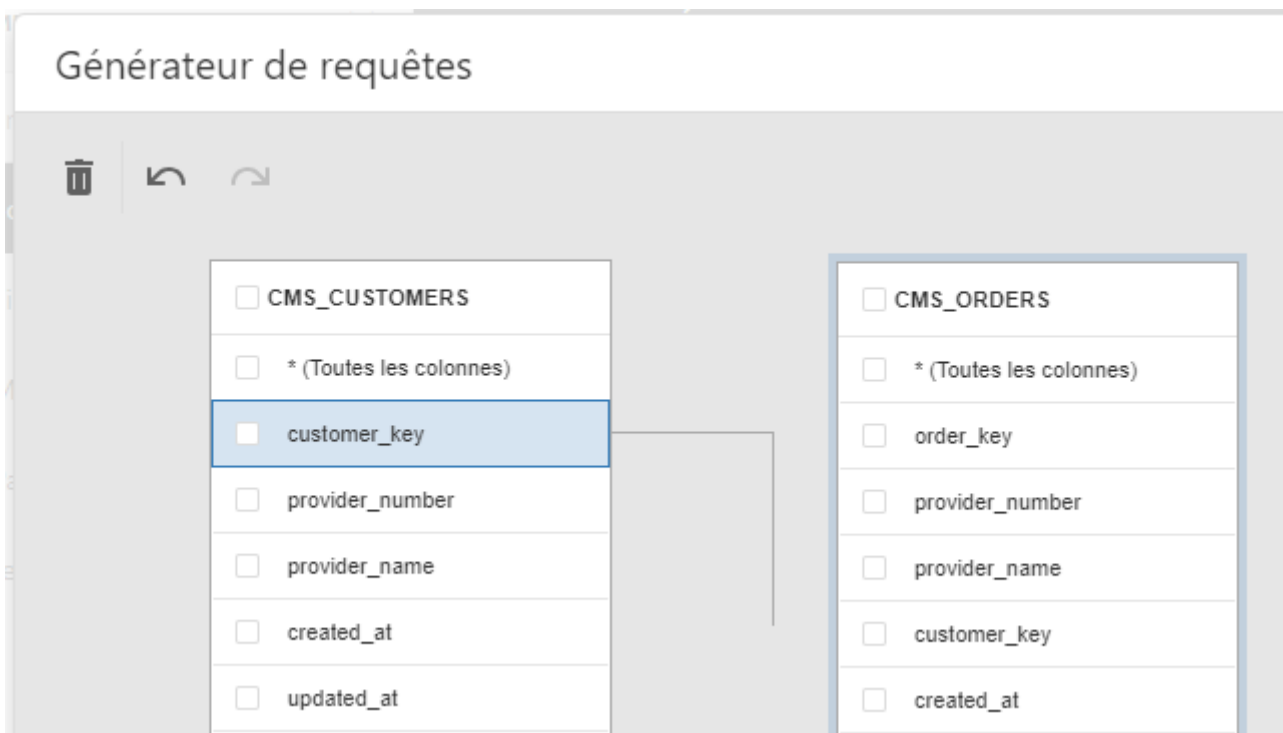 Générateur de requêtes
CMS_CUSTOMERS
* (Toutes les colonnes)
customer_key
provider_number
provider_name
created_at
updated_at
CMS_ORDERS
* (Toutes les colonnes)
order_key
provider_number
provider_name
customer_key
created_at